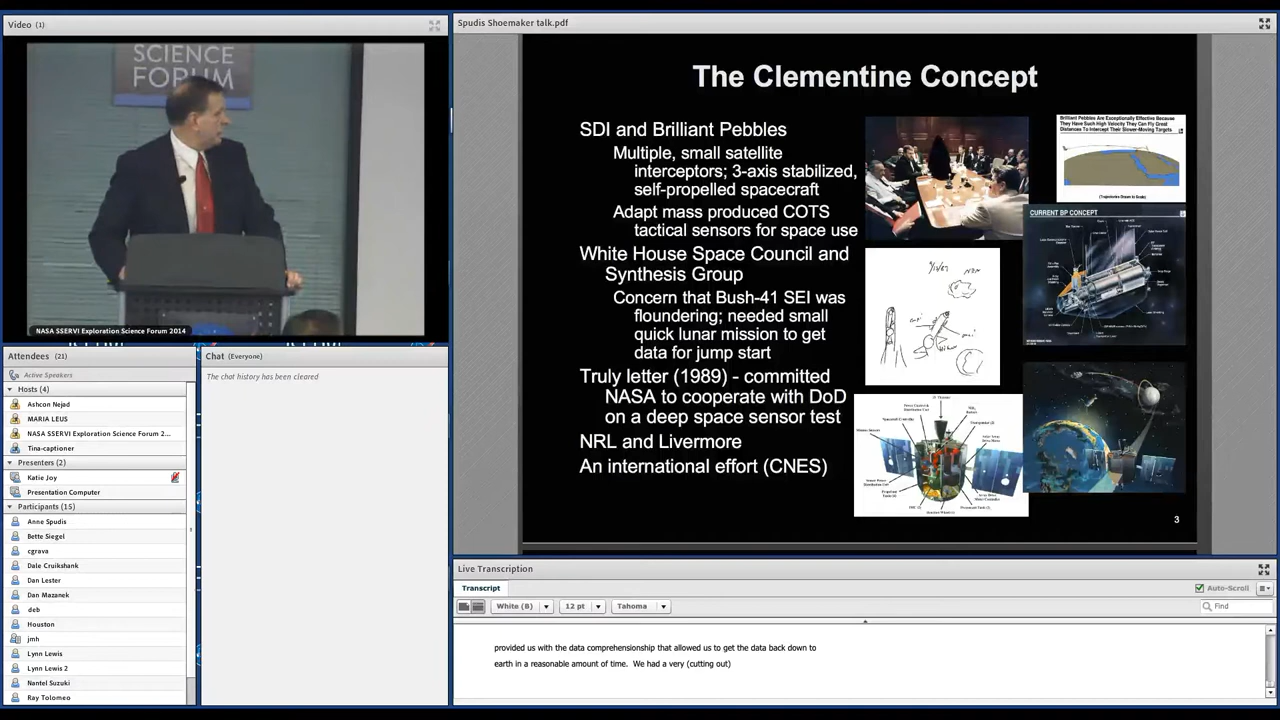 Video (1)
SCIENCE
FORUM
NASA SSERVI Exploration Science Forum 2014
Attendees (21)
Active Speakers
Hosts (4)
Ashcon Nejad
MARIA LEUS
NASA SSERVI Exploration Science Forum 2...
Tina-captioner
Presenters (2)
Katie Joy
Presentation Computer
Participants (15)
Anne Spudis
Bette Siegel
cgrava
Dale Cruikshank
Dan Lester
Dan Mazanek
deb
Houston
jmh
Lynn Lewis
Lynn Lewis 2
Nantel Suzuki
Ray Tolomeo
Chat (Everyone)
The chat history has been cleared
Spudis Shoemaker talk.pdf
The Clementine Concept
SDI and Brilliant Pebbles
Multiple, small satellite
interceptors; 3-axis stabilized,
self-propelled spacecraft
Adapt mass produced COTS
tactical sensors for space use
White House Space Council and
Synthesis Group
Concern that Bush-41 SEI was
floundering; needed small
quick lunar mission to get
data for jump start
Truly letter (1989) - committed
NASA to cooperate with DoD
on a deep space sensor test
NRL and Livermore
An international effort (CNES)
Brilliant Pebbles Are Exceptionally Effective Because
They Have Such High Velocity They Can Fly Great
Distances to Intercept Their Slower-Moving Targets
(Trajectories Drawn to Scale)
CURRENT BP CONCEPT
3
Live Transcription
Transcript
Auto-Scroll
White (B)
12 pt
Tahoma
Find
provided us with the data comprehensionship that allowed us to get the data back down to
earth in a reasonable amount of time. We had a very (cutting out)